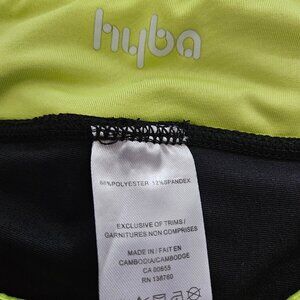 hyba
88%POLYESTER 12%SPANDEX
EXCLUSIVE OF TRIMS/
GARNITURES NON COMPRISES
MADE IN / FAIT EN
CAMBODIA/CAMBODGE
CA 00855
RN 138760